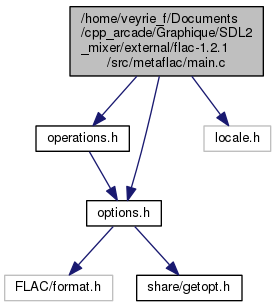 /home/veyrie_f/Documents
/cpp_arcade/Graphique/SDL2
_mixer/external/flac-1.2.1
/src/metaflac/main.c
operations.h
locale.h
options.h
FLAC/format.h
share/getopt.h